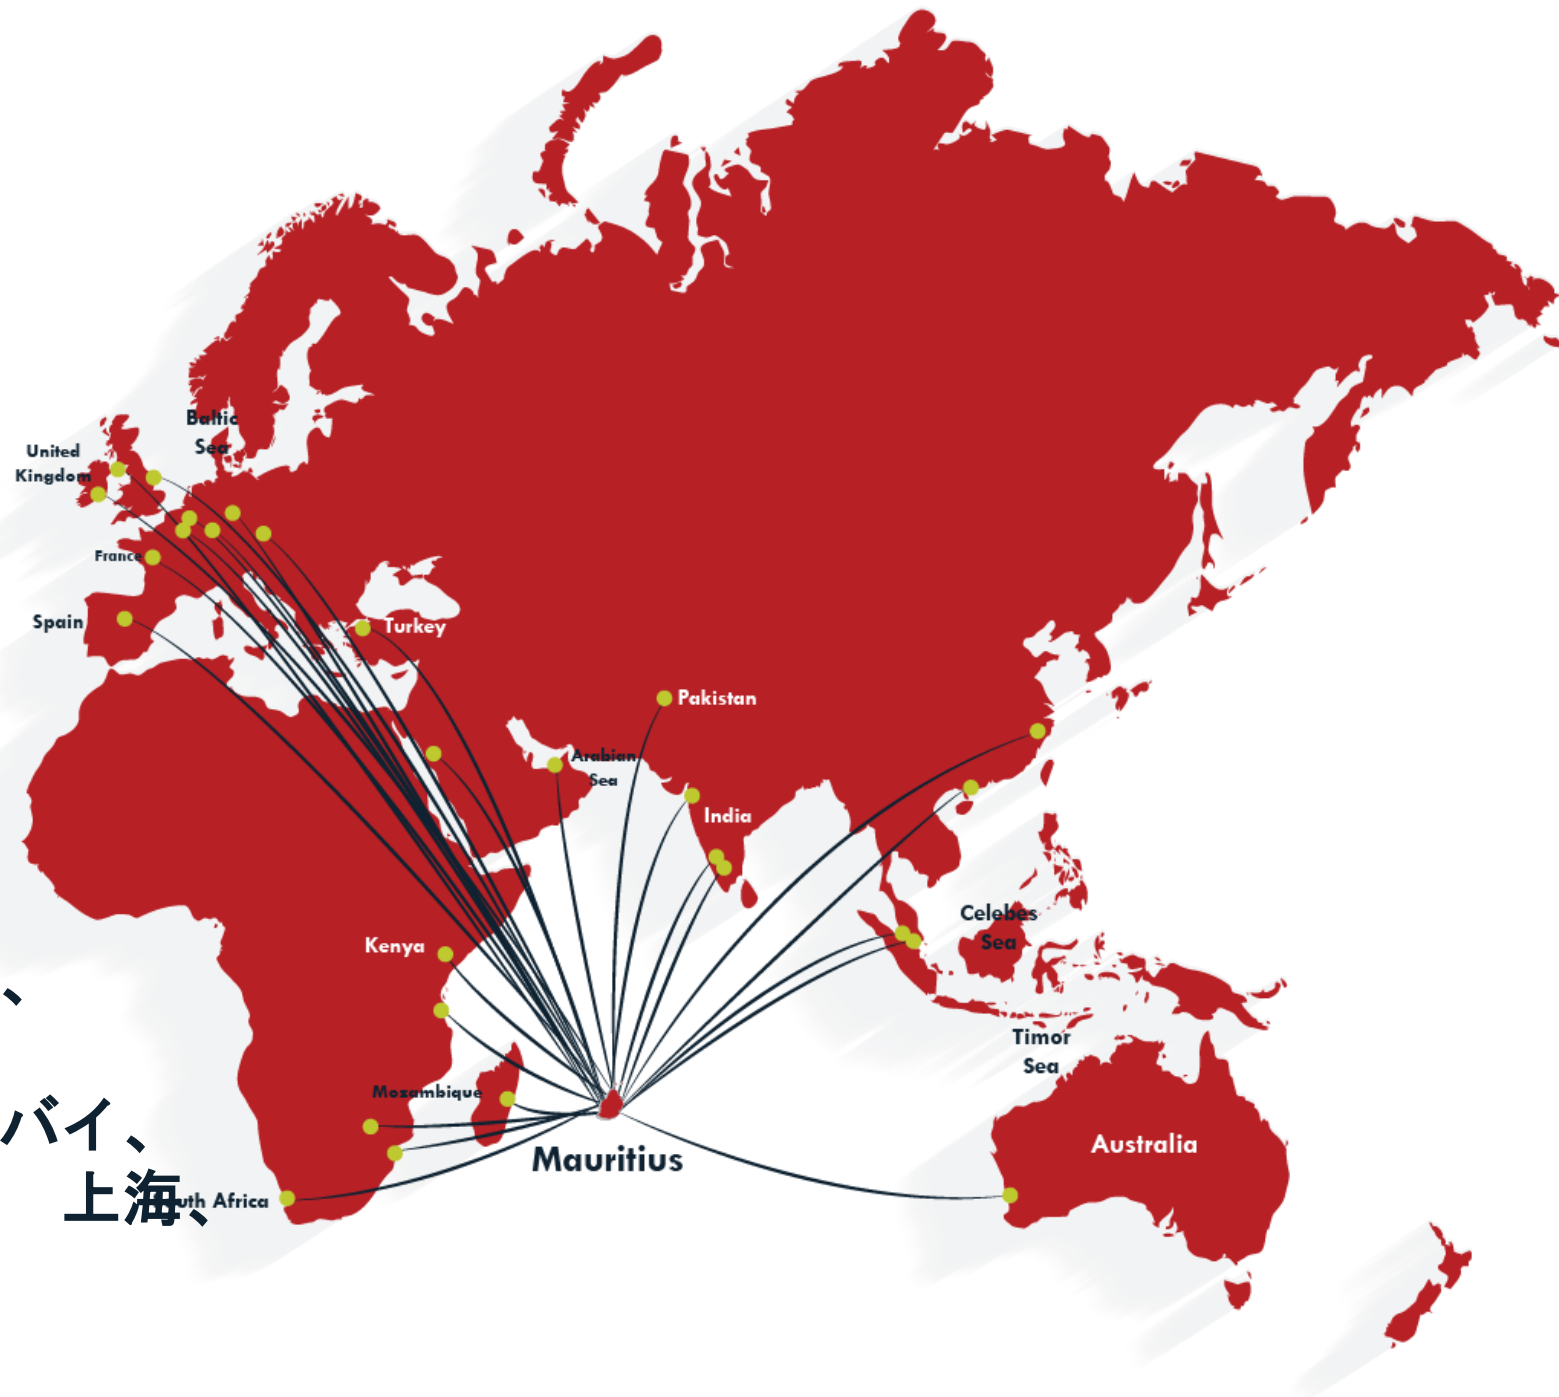 Baltic
Sea
United
Kingdom
France
Spain
Turkey
Pakistan
Arabian
Sea
India
Celebes
Sea
Kenya
、
Timor
Sea
Mozambique
バイ、
Australia
Mauritius
上海、
uth Africa